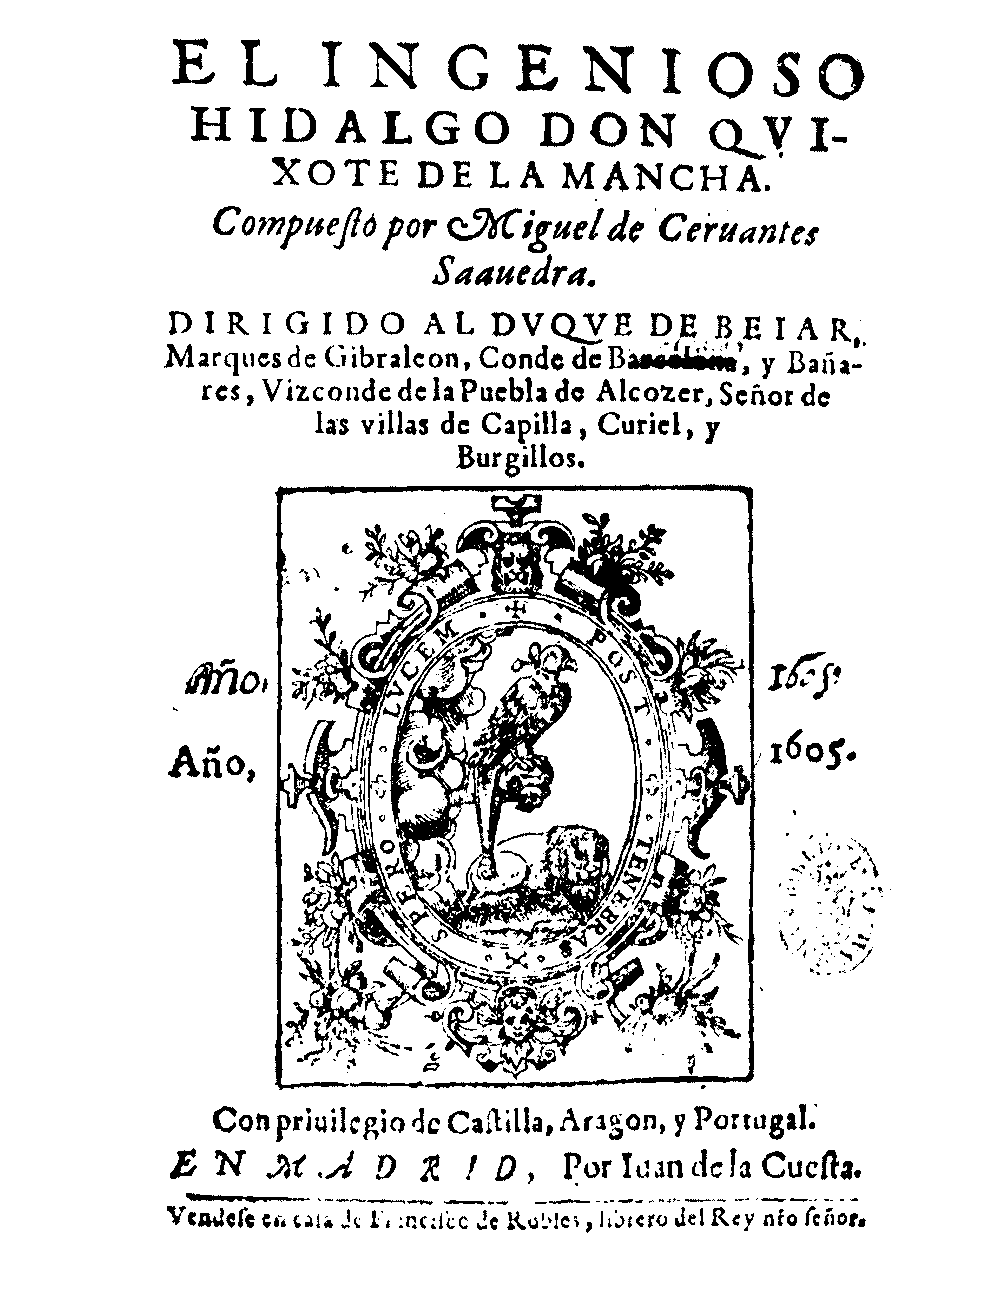 EL INGENIOSO
HIDALGO DON QVI-
XOTE DE LA MANCHA.
Compueſto por Miguel de Ceruantes
Saauedra.
DIRIGIDO AL DVQVE DE BEIAR,
Marques de Gibraleon, Conde de , y Baña-
res, Vizconde de la Puebla de Alcozer, Señor de
las villas de Capilla, Curiel, y
Burgillos.
SPERO LVCEM POST TENEBRAS
Año, 1605.
Año, 1605.
Con priuilegio de Caſtilla, Aragon, y Portugal.
EN MADRID, Por Iuan de la Cueſta.
Vendeſe en caſa de Franciſco de Robles, librero del Rey nr̃o ſeñor.